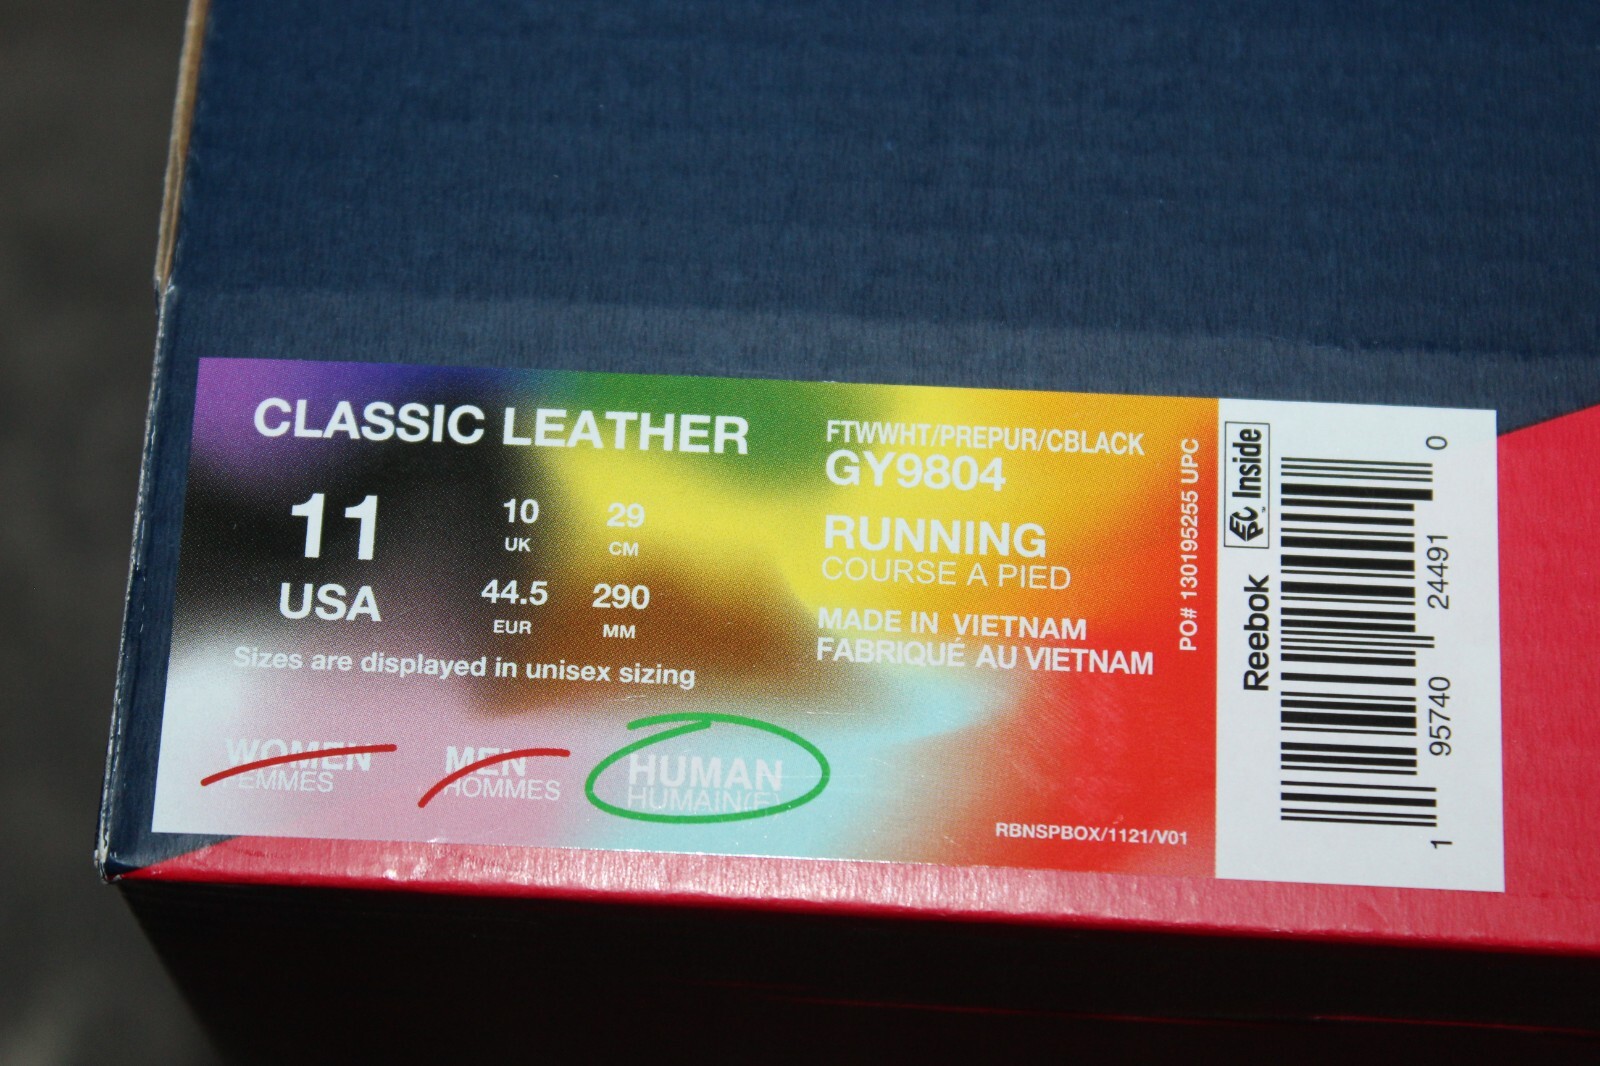 CLASSIC LEATHER
11
USA
10
UK
29
CM
44.5
EUR
290
MM
Sizes are displayed in unisex sizing
WOMEN
FEMMES
MEN
HOMMES
HUMAN
HUMAIN(E)
FTWWHT/PREPUR/CBLACK
GY9804
RUNNING
COURSE A PIED
MADE IN VIETNAM
FABRIQUÉ AU VIETNAM
RBNSPBOX/1121/V01
PO# 130195255 UPC
EPC Inside
Reebok
1 95740 24491 0